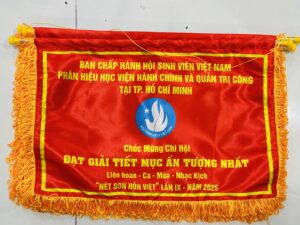 BAN CHẤP HÀNH HỘI SINH VIÊN VIỆT NAM
PHÂN HIỆU HỌC VIỆN HÀNH CHÍNH VÀ QUẢN TRỊ CÔNG
TẠI TP. HỒ CHÍ MINH
Chúc Mừng Chi Hội
ĐẠT GIẢI TIẾT MỤC ẤN TƯỢNG NHẤT
Liên hoan - Ca - Múa - Nhạc Kịch
"NÉT SON HỒN VIỆT" LẦN IX - NĂM 2025